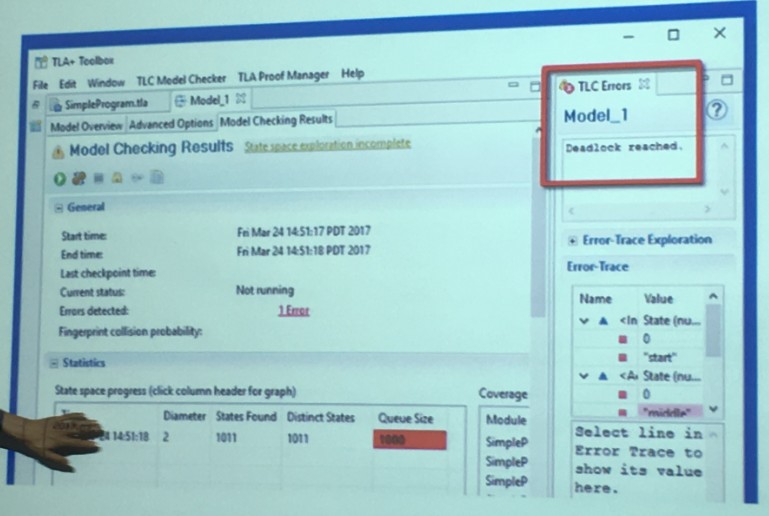 TLA+ Toolbox
File Edit Window TLC Model Checker TLA Proof Manager Help
SimpleProgram.tla Model_1
Model Overview Advanced Options Model Checking Results
Model Checking Results State space exploration incomplete
General
Start time: Fri Mar 24 14:51:17 PDT 2017
End time: Fri Mar 24 14:51:18 PDT 2017
Last checkpoint time:
Current status: Not running
Errors detected: 1 Error
Fingerprint collision probability:
Statistics
State space progress (click column header for graph)
Diameter States Found Distinct States Queue Size
24 14:51:18 2 1011 1011 1000
Coverage
Module
SimpleP
SimpleP
SimpleP
TLC Errors
Model_1
Deadlock reached.
Error-Trace Exploration
Error-Trace
Name Value
<In State (nu...
0
"start"
<A State (nu...
0
"middle"
Select line in
Error Trace to
show its value
here.